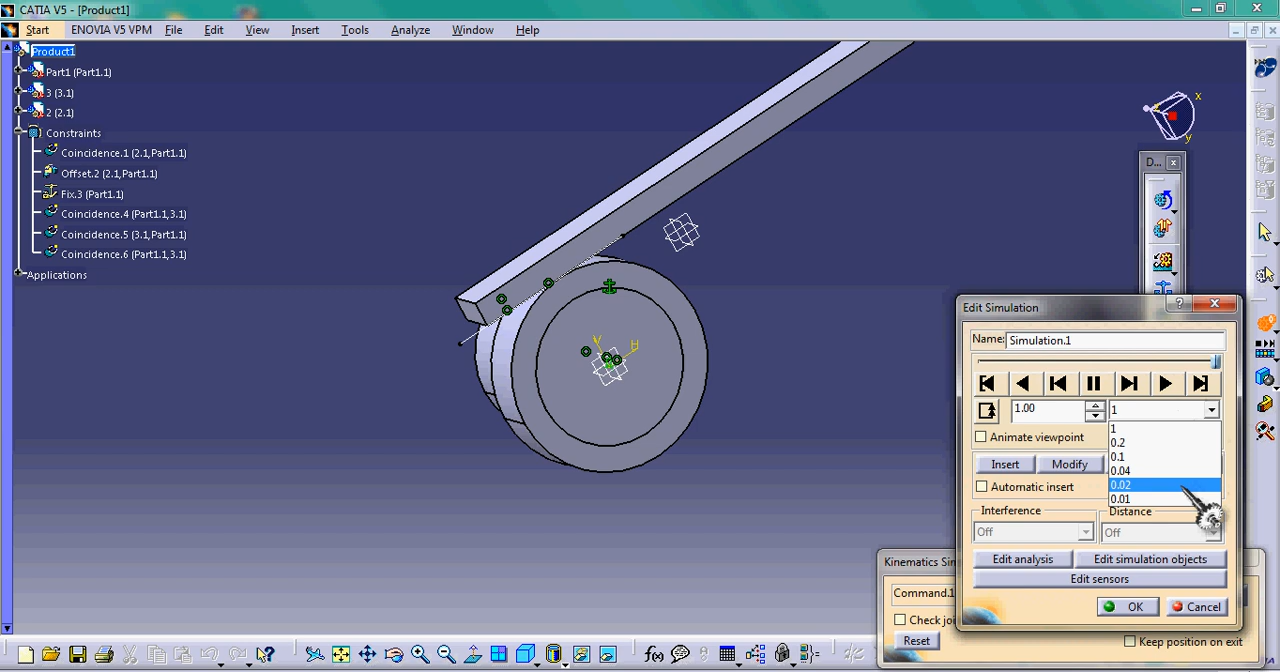 CATIA V5 - [Product1]
Start ENOVIA V5 VPM File Edit View Insert Tools Analyze Window Help
Product1
Part1 (Part1.1)
3 (3.1)
2 (2.1)
Constraints
Coincidence.1 (2.1,Part1.1)
Offset.2 (2.1,Part1.1)
Fix.3 (Part1.1)
Coincidence.4 (Part1.1,3.1)
Coincidence.5 (3.1,Part1.1)
Coincidence.6 (Part1.1,3.1)
Applications
x
y
V
H
D...
Edit Simulation
Name: Simulation.1
1.00
1
Animate viewpoint
1
0.2
0.1
0.04
0.02
0.01
Insert Modify
Automatic insert
Interference Distance
Off Off
Edit analysis Edit simulation objects
Edit sensors
OK Cancel
Kinematics Sim
Command.1
Check joi
Reset
Keep position on exit
f(x)